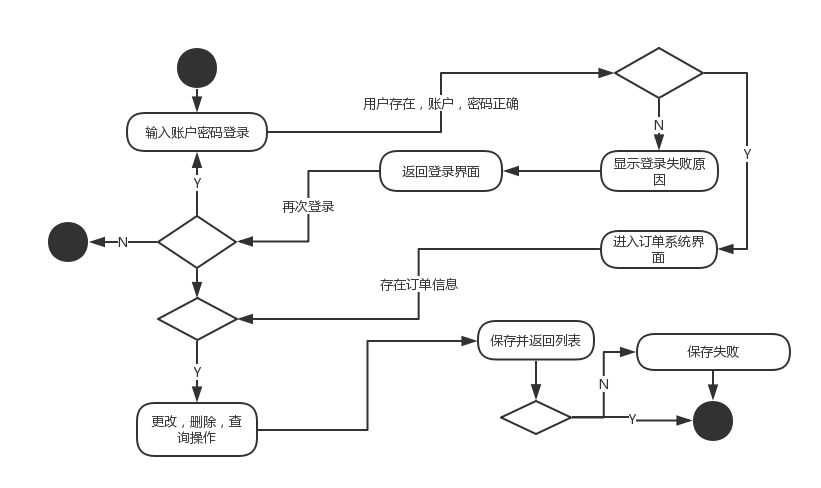 用户存在，账户，密码正确
输入账户密码登录
N
Y
显示登录失败原
因
返回登录界面
Y
再次登录
N
进入订单系统界
面
存在订单信息
保存并返回列表
保存失败
Y
N
更改，删除，查
询操作
Y